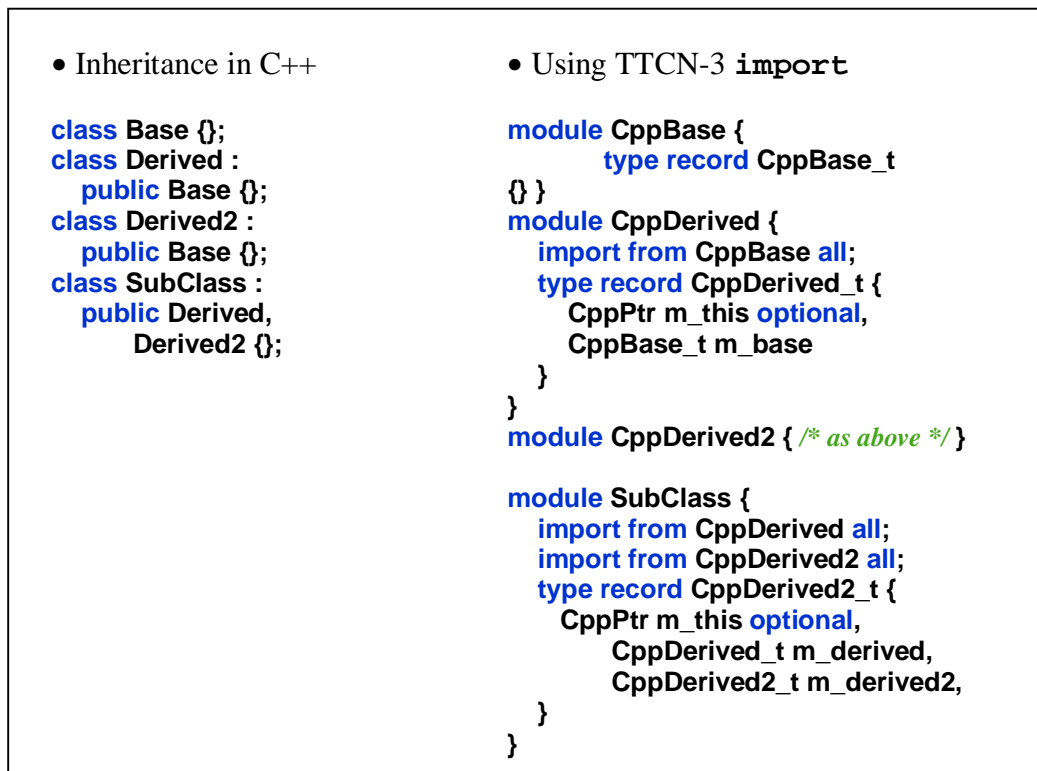 • Inheritance in C++
class Base {};
class Derived :
public Base {};
class Derived2 :
public Base {};
class SubClass :
public Derived,
Derived2 {};
• Using TTCN-3 import
module CppBase {
type record CppBase_t
{} }
module CppDerived {
import from CppBase all;
type record CppDerived_t {
CppPtr m_this optional,
CppBase_t m_base
}
}
module CppDerived2 { /* as above */ }
module SubClass {
import from CppDerived all;
import from CppDerived2 all;
type record CppDerived2_t {
CppPtr m_this optional,
CppDerived_t m_derived,
CppDerived2_t m_derived2,
}
}